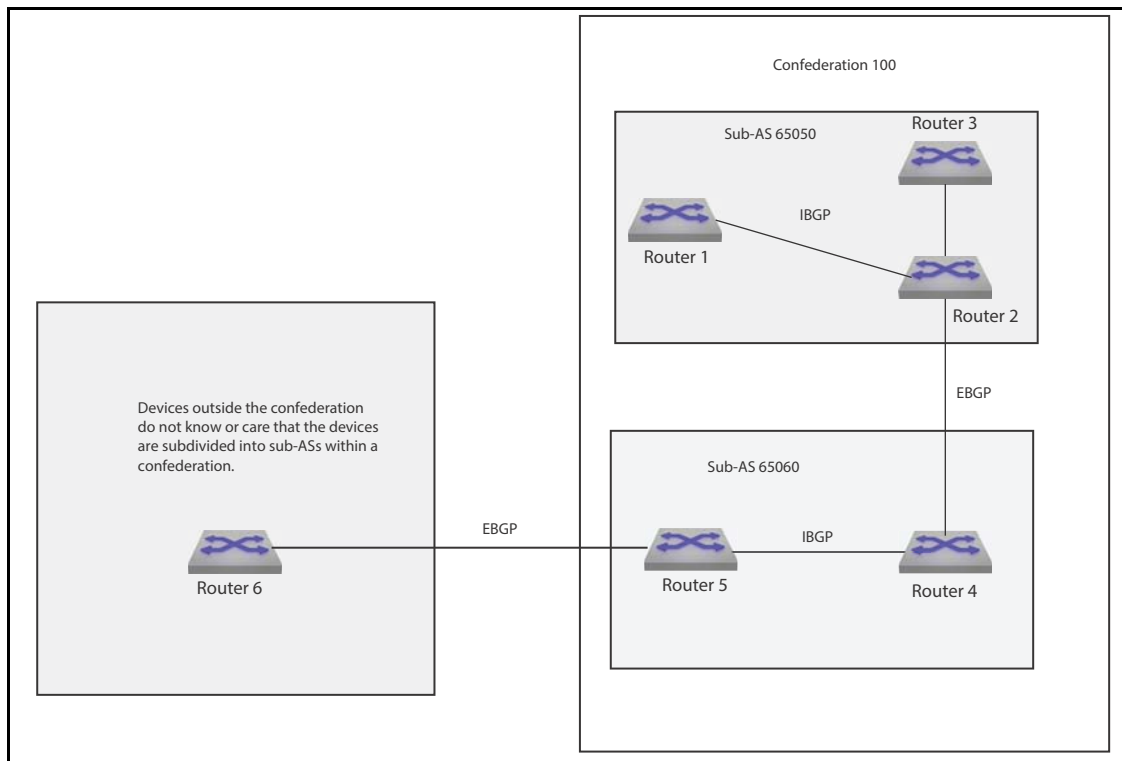 Confederation 100
Sub-AS 65050
Router 3
IBGP
Router 1
Router 2
EBGP
Devices outside the confederation
do not know or care that the devices
are subdivided into sub-ASs within a
confederation.
Sub-AS 65060
EBGP
IBGP
Router 6
Router 5
Router 4